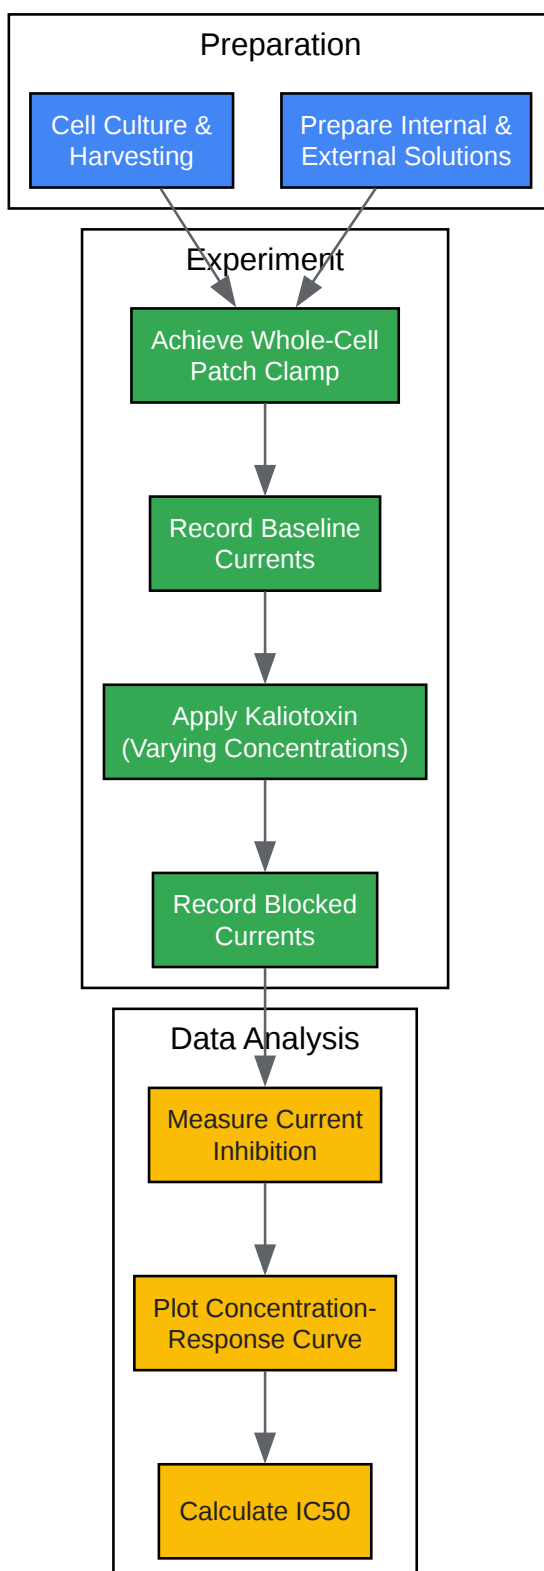 Preparation
Cell Culture &
Harvesting
Prepare Internal &
External Solutions
Experiment
Achieve Whole-Cell
Patch Clamp
Record Baseline
Currents
Apply Kaliotoxin
(Varying Concentrations)
Record Blocked
Currents
Data Analysis
Measure Current
Inhibition
Plot Concentration-
Response Curve
Calculate IC50